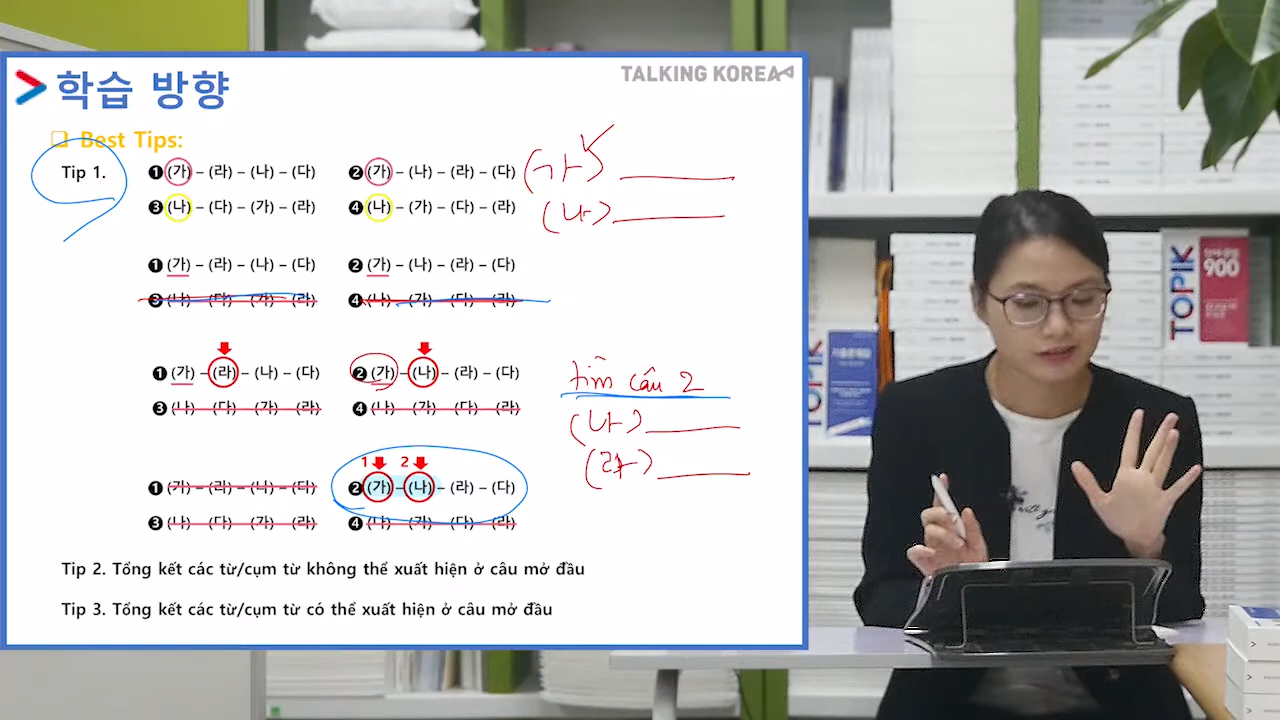 학습 방향
TALKING KOREA
❑ Best Tips:
Tip 1.
❶ (가) – (라) – (나) – (다) ❷ (가) – (나) – (라) – (다)
(가)
❸ (나) – (다) – (가) – (라) ❹ (나) – (가) – (다) – (라)
(나)
❶ (가) – (라) – (나) – (다) ❷ (가) – (나) – (라) – (다)
❸ (나) – (다) – (가) – (라) ❹ (나) – (가) – (다) – (라)
❶ (가) – (라) – (나) – (다) ❷ (가) – (나) – (라) – (다)
❸ (나) – (다) – (가) – (라) ❹ (나) – (가) – (다) – (라)
tìm câu 2
(나)
(라)
1 2
❶ (가) – (라) – (나) – (다) ❷ (가) – (나) – (라) – (다)
❸ (나) – (다) – (가) – (라) ❹ (나) – (가) – (다) – (라)
Tip 2. Tổng kết các từ/cụm từ không thể xuất hiện ở câu mở đầu
Tip 3. Tổng kết các từ/cụm từ có thể xuất hiện ở câu mở đầu
TOPIK
900